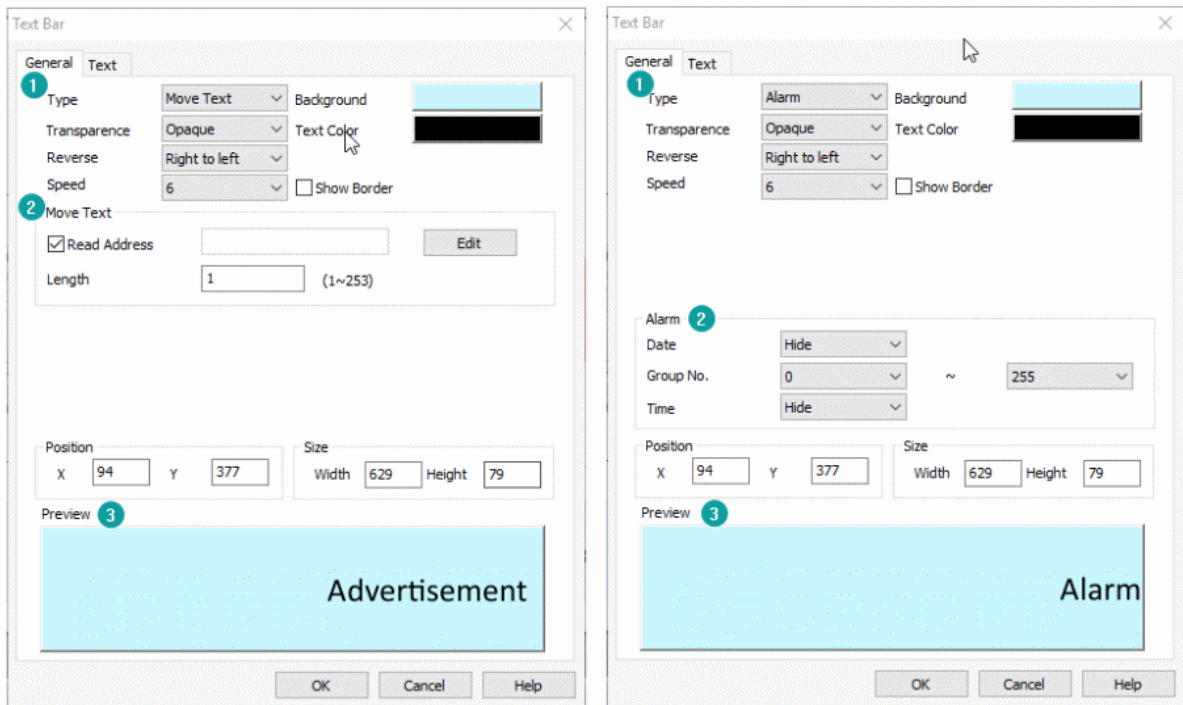 Text Bar
General Text
1
Type Move Text Background
Transparence Opaque Text Color
Reverse Right to left
Speed 6 Show Border
2
Move Text
Read Address Edit
Length 1 (1~253)
Position Size
X 94 Y 377 Width 629 Height 79
Preview 3
Advertisement
OK Cancel Help
Text Bar
General Text
1
Type Alarm Background
Transparence Opaque Text Color
Reverse Right to left
Speed 6 Show Border
Alarm 2
Date Hide
Group No. 0 ~ 255
Time Hide
Position Size
X 94 Y 377 Width 629 Height 79
Preview 3
Alarm
OK Cancel Help